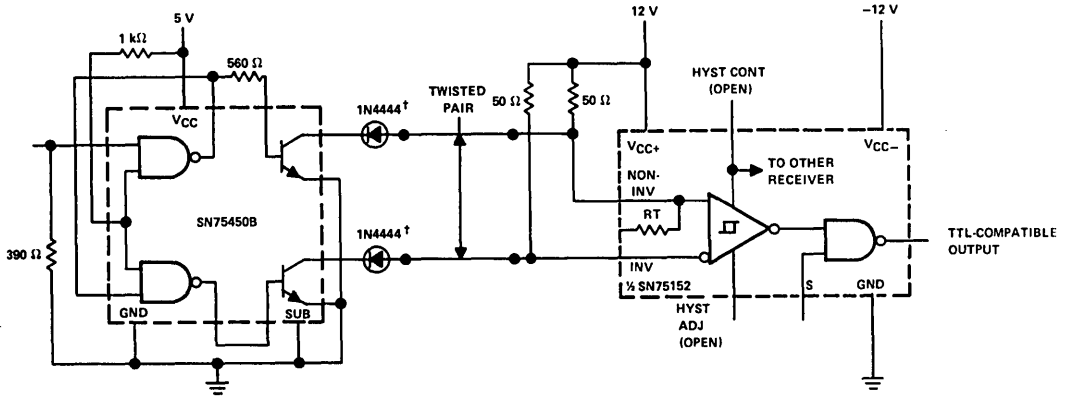 12 V
-12 V
5 V
1 kΩ
560 Ω
HYST CONT
(OPEN)
TWISTED
PAIR
50 Ω
50 Ω
1N4444†
VCC
VCC+
VCC−
TO OTHER
RECEIVER
NON-
INV
RT
SN75450B
TTL-COMPATIBLE
OUTPUT
390 Ω
1N4444†
INV
½ SN75152
S
GND
GND
SUB
HYST
ADJ
(OPEN)